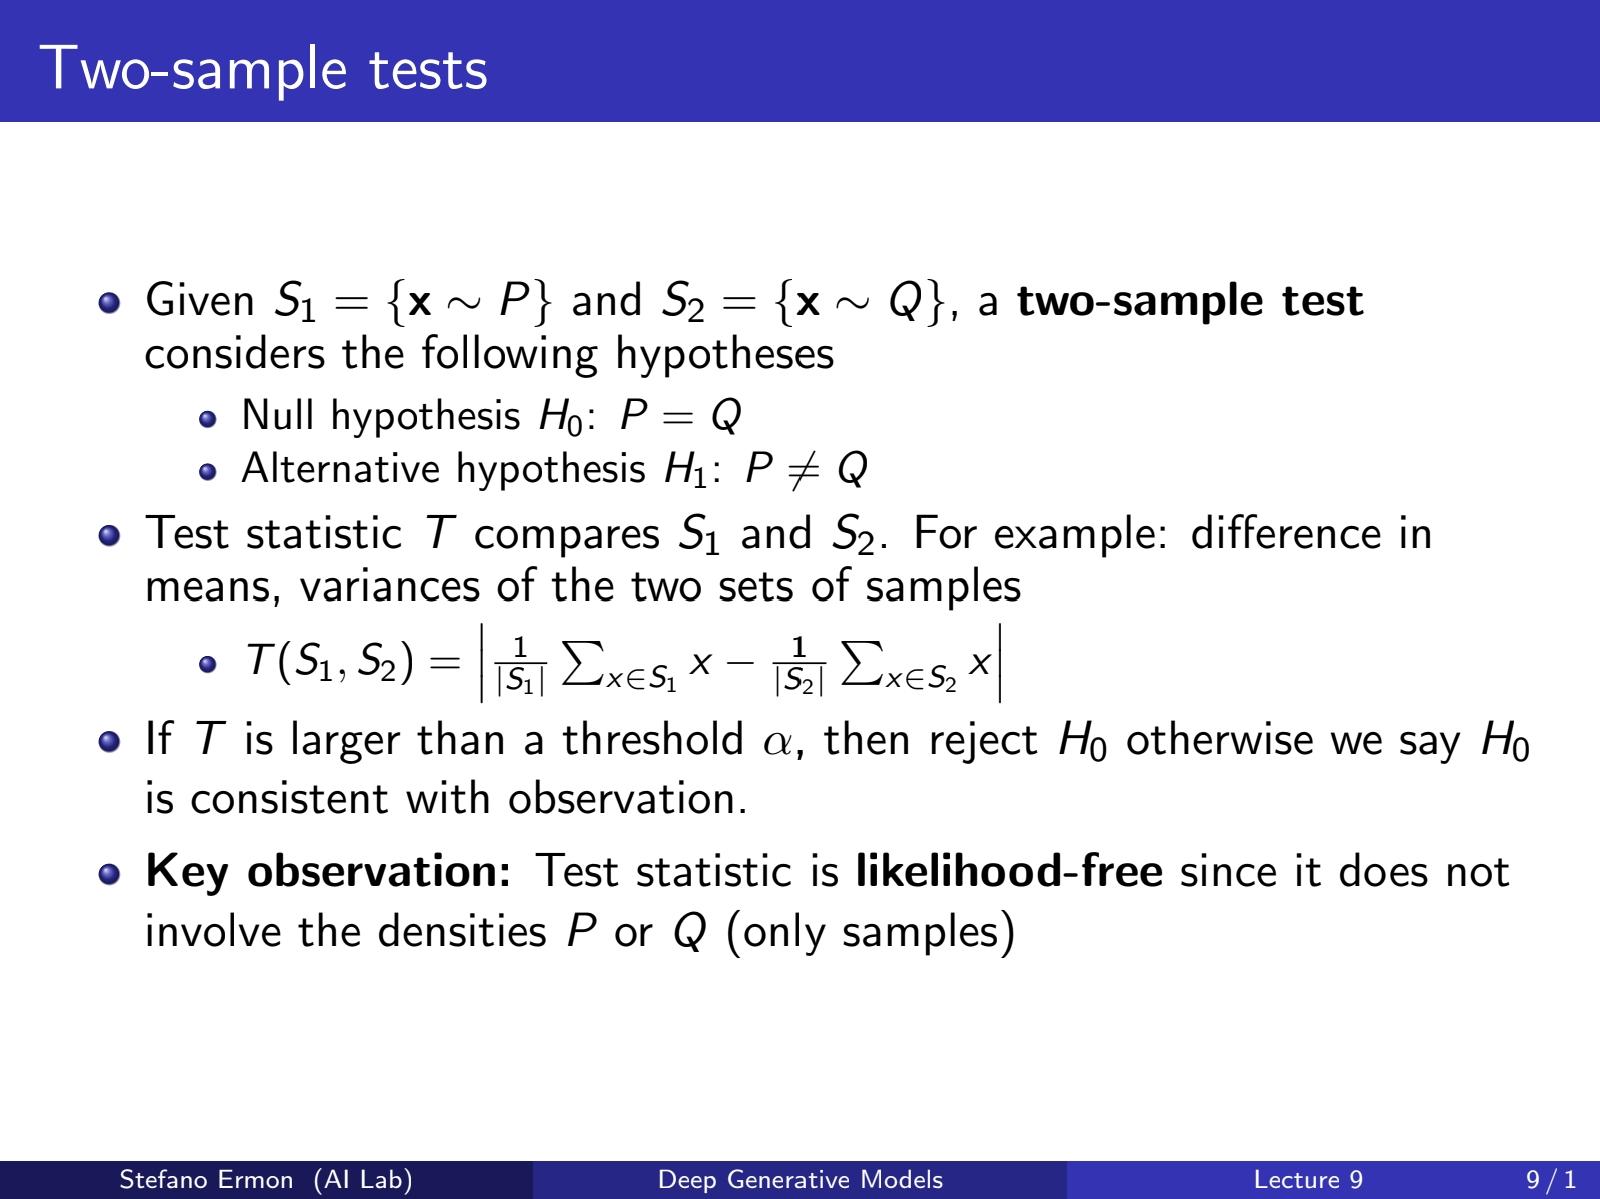 Two-sample tests
Given S₁ = {x ∼ P} and S₂ = {x ∼ Q}, a two-sample test
considers the following hypotheses
Null hypothesis H₀: P = Q
Alternative hypothesis H₁: P ≠ Q
Test statistic T compares S₁ and S₂. For example: difference in
means, variances of the two sets of samples
T(S₁, S₂) = | 1/|S₁| ∑_{x∈S₁} x − 1/|S₂| ∑_{x∈S₂} x |
If T is larger than a threshold α, then reject H₀ otherwise we say H₀
is consistent with observation.
Key observation: Test statistic is likelihood-free since it does not
involve the densities P or Q (only samples)
Stefano Ermon (AI Lab) Deep Generative Models Lecture 9 9 / 1